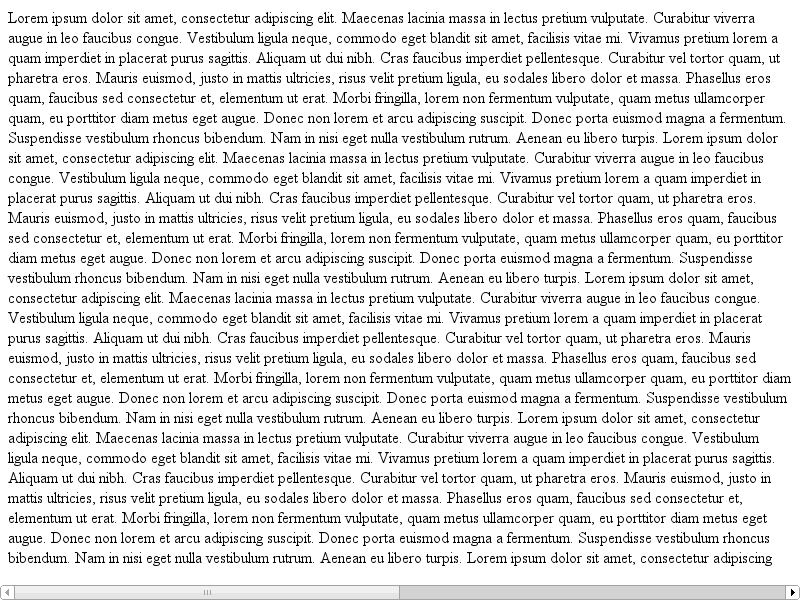 Lorem ipsum dolor sit amet, consectetur adipiscing elit. Maecenas lacinia massa in lectus pretium vulputate. Curabitur viverra
augue in leo faucibus congue. Vestibulum ligula neque, commodo eget blandit sit amet, facilisis vitae mi. Vivamus pretium lorem a
quam imperdiet in placerat purus sagittis. Aliquam ut dui nibh. Cras faucibus imperdiet pellentesque. Curabitur vel tortor quam, ut
pharetra eros. Mauris euismod, justo in mattis ultricies, risus velit pretium ligula, eu sodales libero dolor et massa. Phasellus eros
quam, faucibus sed consectetur et, elementum ut erat. Morbi fringilla, lorem non fermentum vulputate, quam metus ullamcorper
quam, eu porttitor diam metus eget augue. Donec non lorem et arcu adipiscing suscipit. Donec porta euismod magna a fermentum.
Suspendisse vestibulum rhoncus bibendum. Nam in nisi eget nulla vestibulum rutrum. Aenean eu libero turpis. Lorem ipsum dolor
sit amet, consectetur adipiscing elit. Maecenas lacinia massa in lectus pretium vulputate. Curabitur viverra augue in leo faucibus
congue. Vestibulum ligula neque, commodo eget blandit sit amet, facilisis vitae mi. Vivamus pretium lorem a quam imperdiet in
placerat purus sagittis. Aliquam ut dui nibh. Cras faucibus imperdiet pellentesque. Curabitur vel tortor quam, ut pharetra eros.
Mauris euismod, justo in mattis ultricies, risus velit pretium ligula, eu sodales libero dolor et massa. Phasellus eros quam, faucibus
sed consectetur et, elementum ut erat. Morbi fringilla, lorem non fermentum vulputate, quam metus ullamcorper quam, eu porttitor
diam metus eget augue. Donec non lorem et arcu adipiscing suscipit. Donec porta euismod magna a fermentum. Suspendisse
vestibulum rhoncus bibendum. Nam in nisi eget nulla vestibulum rutrum. Aenean eu libero turpis. Lorem ipsum dolor sit amet,
consectetur adipiscing elit. Maecenas lacinia massa in lectus pretium vulputate. Curabitur viverra augue in leo faucibus congue.
Vestibulum ligula neque, commodo eget blandit sit amet, facilisis vitae mi. Vivamus pretium lorem a quam imperdiet in placerat
purus sagittis. Aliquam ut dui nibh. Cras faucibus imperdiet pellentesque. Curabitur vel tortor quam, ut pharetra eros. Mauris
euismod, justo in mattis ultricies, risus velit pretium ligula, eu sodales libero dolor et massa. Phasellus eros quam, faucibus sed
consectetur et, elementum ut erat. Morbi fringilla, lorem non fermentum vulputate, quam metus ullamcorper quam, eu porttitor diam
metus eget augue. Donec non lorem et arcu adipiscing suscipit. Donec porta euismod magna a fermentum. Suspendisse vestibulum
rhoncus bibendum. Nam in nisi eget nulla vestibulum rutrum. Aenean eu libero turpis. Lorem ipsum dolor sit amet, consectetur
adipiscing elit. Maecenas lacinia massa in lectus pretium vulputate. Curabitur viverra augue in leo faucibus congue. Vestibulum
ligula neque, commodo eget blandit sit amet, facilisis vitae mi. Vivamus pretium lorem a quam imperdiet in placerat purus sagittis.
Aliquam ut dui nibh. Cras faucibus imperdiet pellentesque. Curabitur vel tortor quam, ut pharetra eros. Mauris euismod, justo in
mattis ultricies, risus velit pretium ligula, eu sodales libero dolor et massa. Phasellus eros quam, faucibus sed consectetur et,
elementum ut erat. Morbi fringilla, lorem non fermentum vulputate, quam metus ullamcorper quam, eu porttitor diam metus eget
augue. Donec non lorem et arcu adipiscing suscipit. Donec porta euismod magna a fermentum. Suspendisse vestibulum rhoncus
bibendum. Nam in nisi eget nulla vestibulum rutrum. Aenean eu libero turpis. Lorem ipsum dolor sit amet, consectetur adipiscing